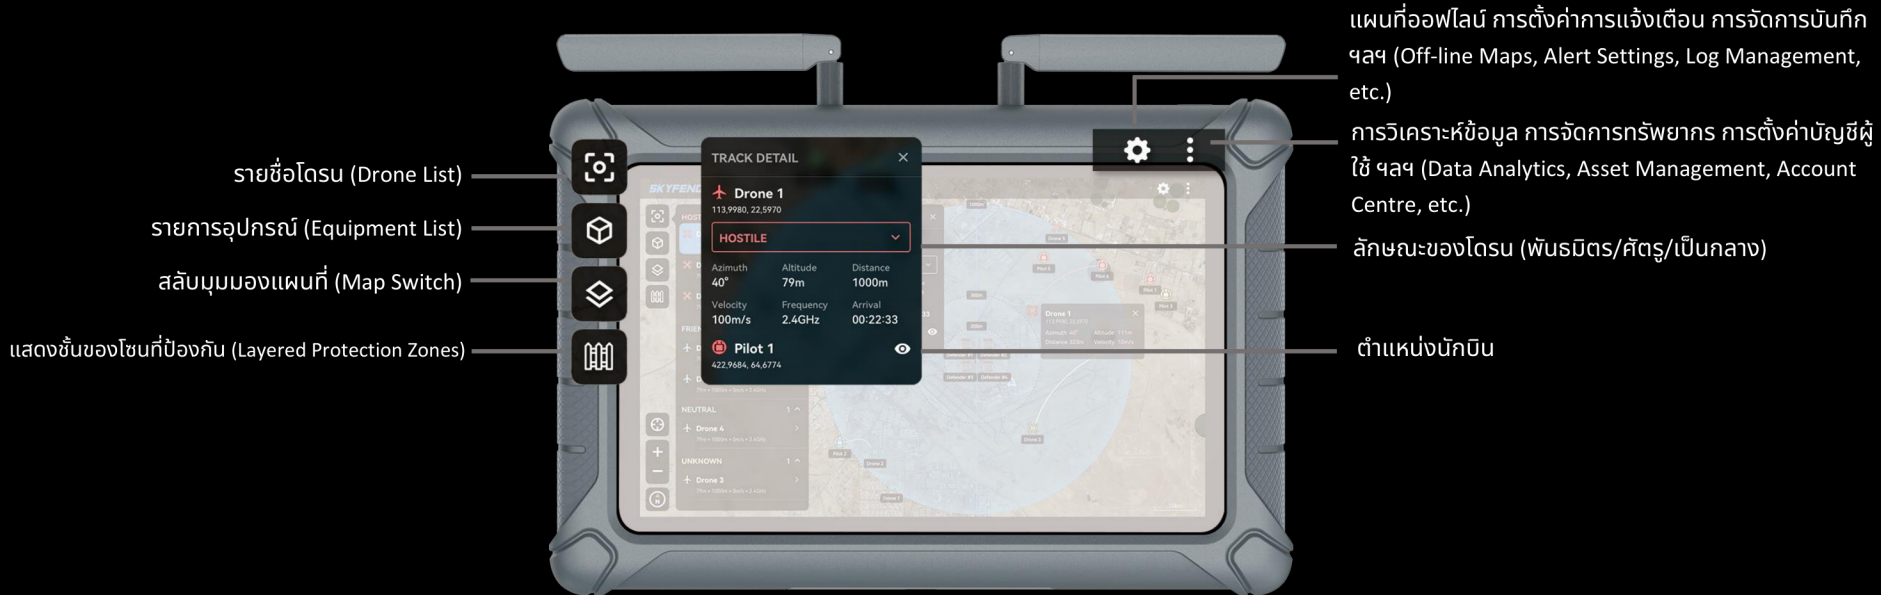 แผนที่ออฟไลน์ การตั้งค่าการแจ้งเตือน การจัดการบันทึก
ฯลฯ (Off-line Maps, Alert Settings, Log Management,
etc.)
การวิเคราะห์ข้อมูล การจัดการทรัพยากร การตั้งค่าบัญชีผู้
ใช้ ฯลฯ (Data Analytics, Asset Management, Account
Centre, etc.)
ลักษณะของโดรน (พันธมิตร/ศัตรู/เป็นกลาง)
ตำแหน่งนักบิน
รายชื่อโดรน (Drone List)
รายการอุปกรณ์ (Equipment List)
สลับมุมมองแผนที่ (Map Switch)
แสดงชั้นของโซนที่ป้องกัน (Layered Protection Zones)
TRACK DETAIL
Drone 1
113,9980, 22,5970
HOSTILE
Azimuth Altitude Distance
40° 79m 1000m
Velocity Frequency Arrival
100m/s 2.4GHz 00:22:33
Pilot 1
422,9684, 64,6774
NEUTRAL 1
Drone 4
UNKNOWN 1
Drone 3
Drone 1